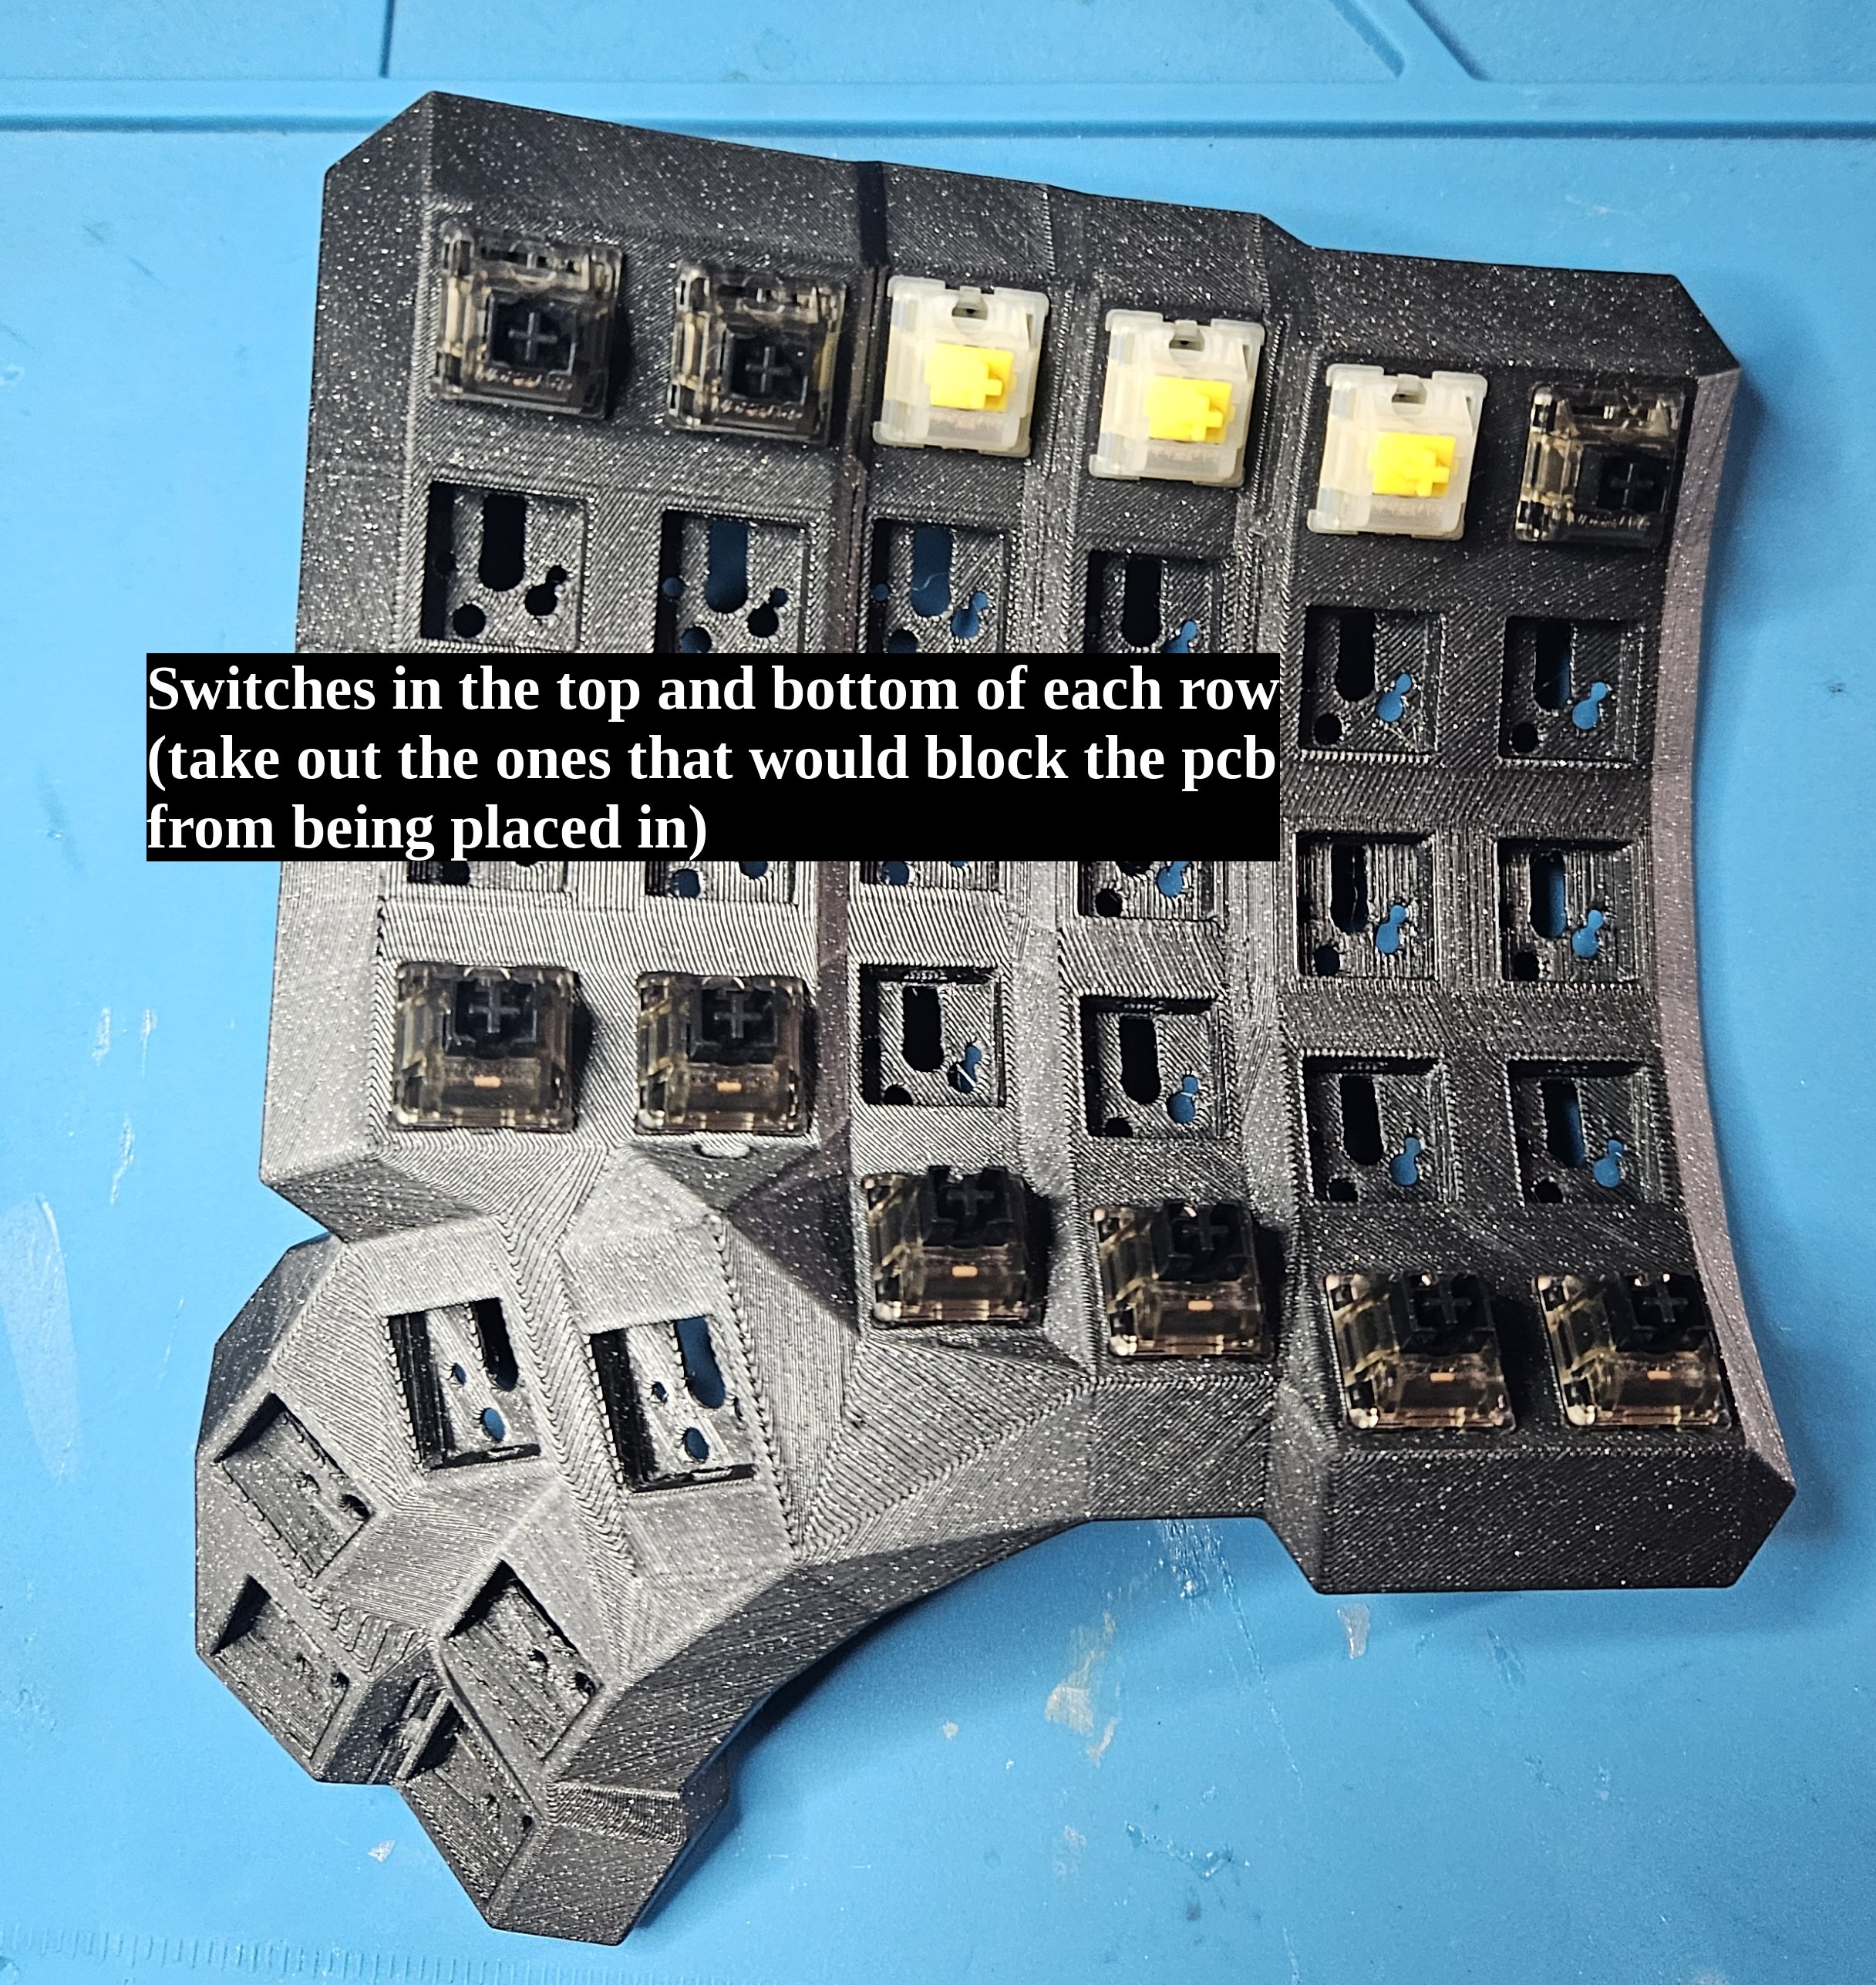 Switches in the top and bottom of each row
(take out the ones that would block the pcb
from being placed in)